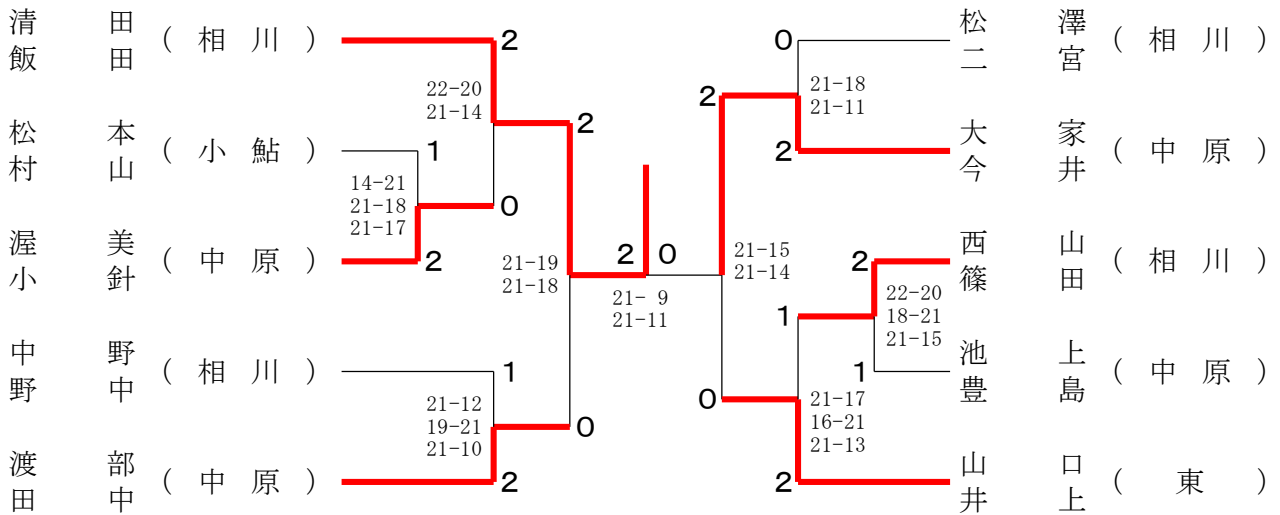 清田
飯田
( 相 川 )
2
22-20
21-14
2
松本
村山
( 小 鮎 )
1
14-21
21-18
21-17
0
渥美
小針
( 中 原 )
2
21-19
21-18
中野
野中
( 相 川 )
1
21-12
19-21
21-10
0
渡部
田中
( 中 原 )
2
2 0
21- 9
21-11
松澤
二宮
( 相 川 )
0
21-18
21-11
2
大家
今井
( 中 原 )
2
21-15
21-14
西山
篠田
( 相 川 )
2
22-20
18-21
21-15
1
池上
豊島
( 中 原 )
1
21-17
16-21
21-13
0
山口
井上
( 東 )
2